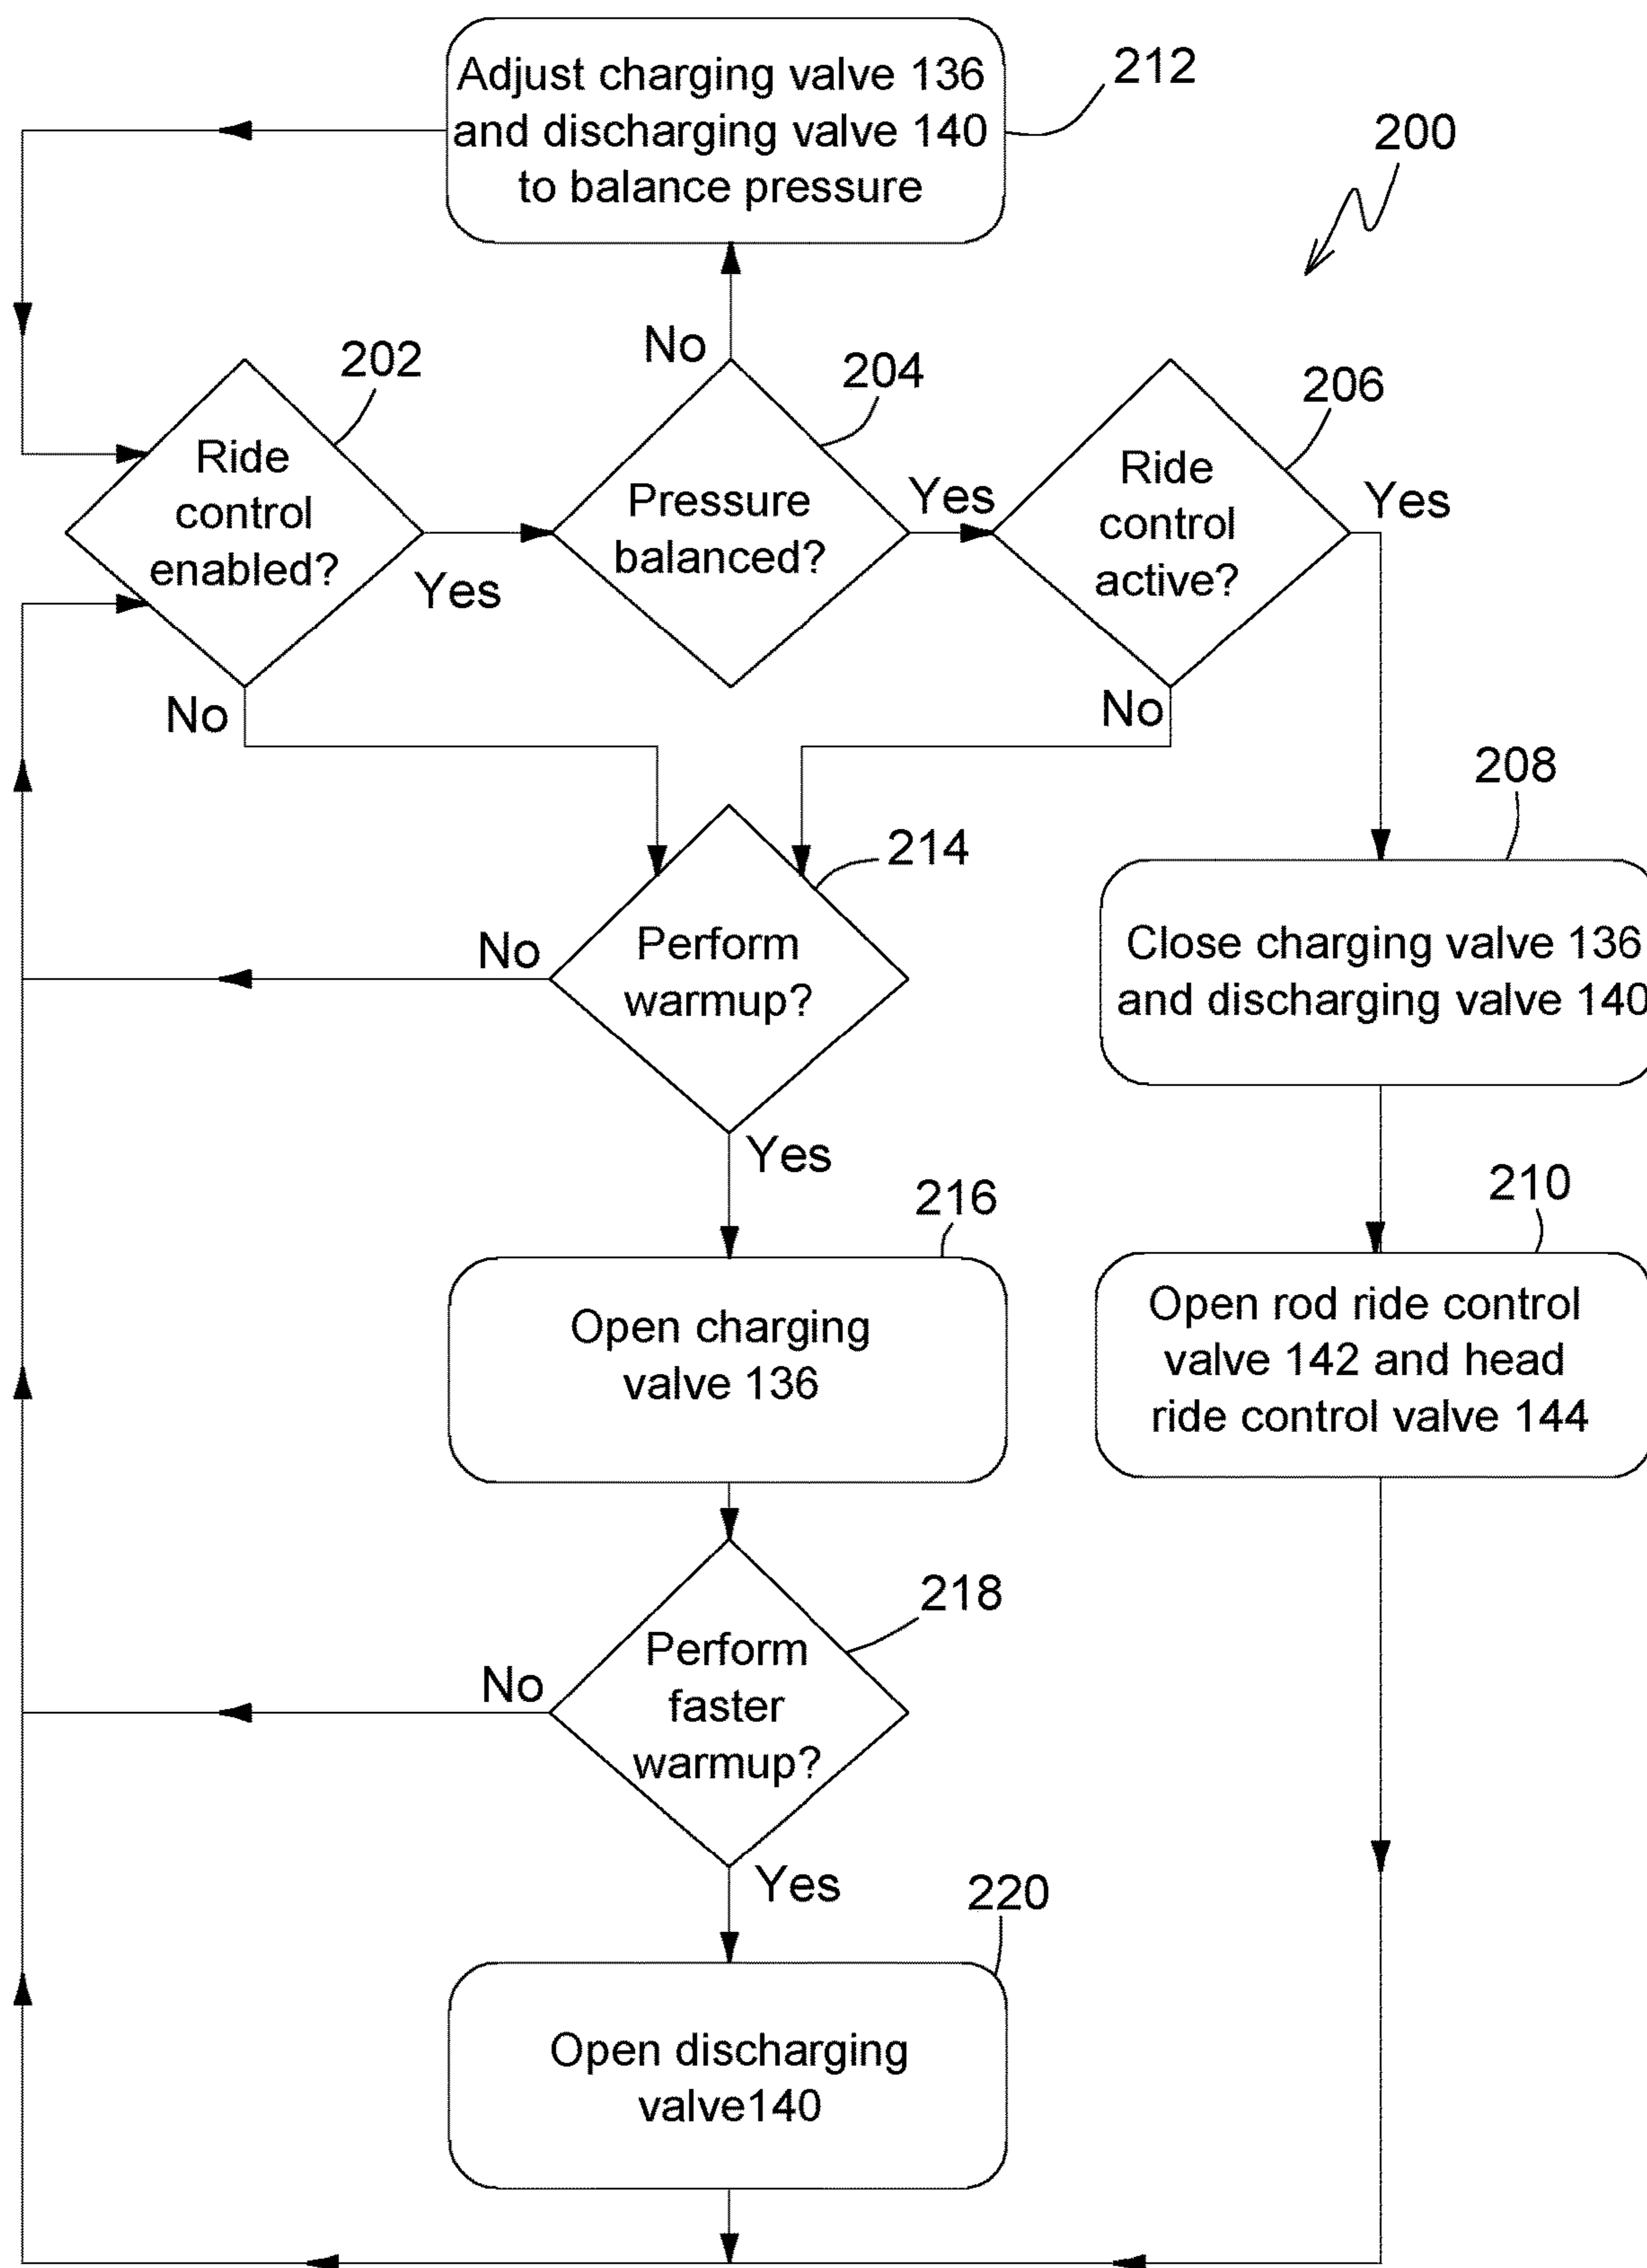 Adjust charging valve 136
and discharging valve 140
to balance pressure
212
200
No
202
204
206
Ride
control
enabled?
Yes
Pressure
balanced?
Yes
Ride
control
active?
Yes
No
No
208
214
No
Perform
warmup?
Close charging valve 136
and discharging valve 140
Yes
216
210
Open charging
valve 136
Open rod ride control
valve 142 and head
ride control valve 144
218
No
Perform
faster
warmup?
Yes
220
Open discharging
valve140